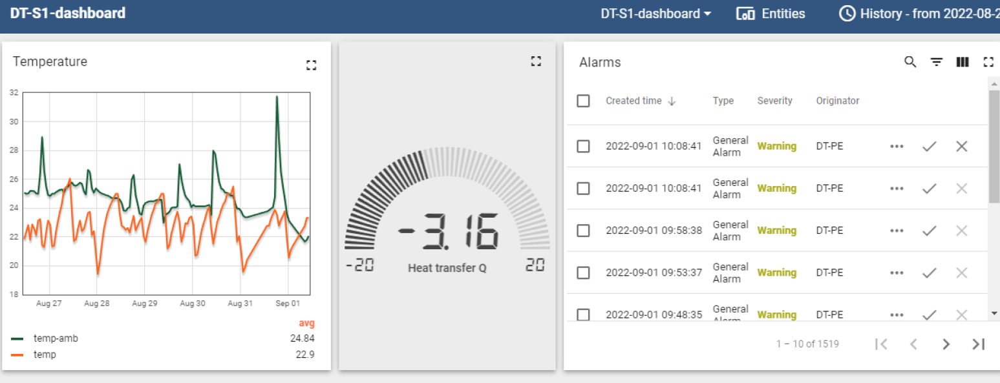 DT-S1-dashboard
DT-S1-dashboard
Entities
History - from 2022-08-2
Temperature
32
30
28
26
24
22
20
18
Aug 27 Aug 28 Aug 29 Aug 30 Aug 31 Sep 01
avg
temp-amb 24.84
temp 22.9
-3.16
-20 Heat transfer Q 20
Alarms
Created time Type Severity Originator
2022-09-01 10:08:41 General Alarm Warning DT-PE
2022-09-01 10:08:41 General Alarm Warning DT-PE
2022-09-01 09:58:38 General Alarm Warning DT-PE
2022-09-01 09:53:37 General Alarm Warning DT-PE
2022-09-01 09:48:35 General Alarm Warning DT-PE
1 – 10 of 1519